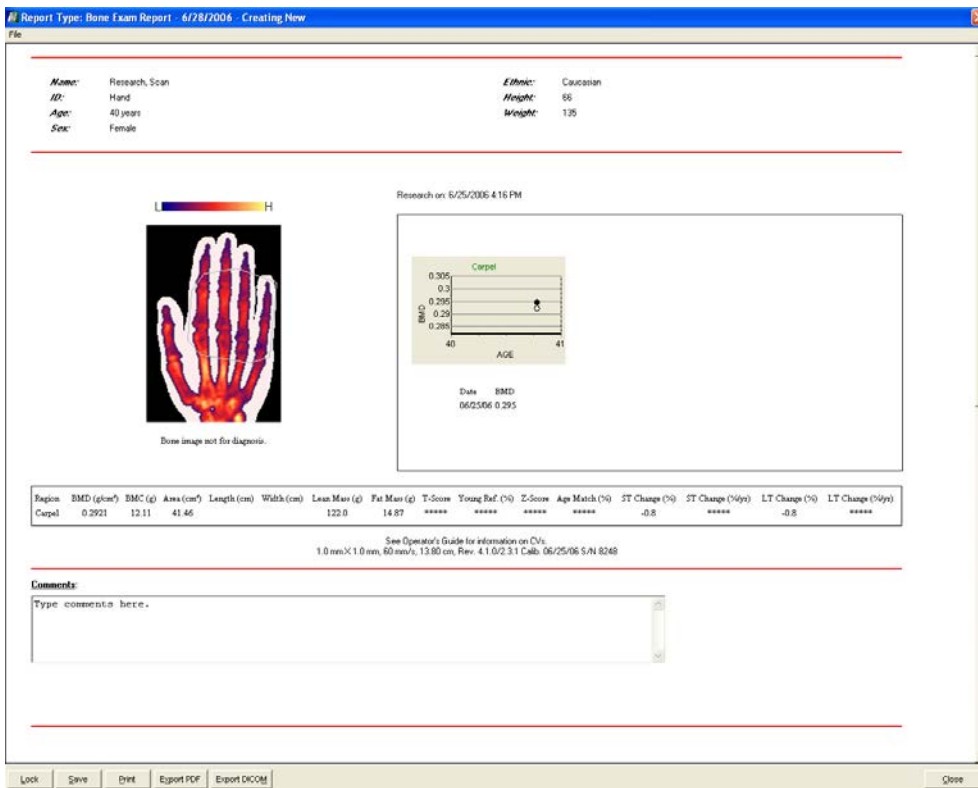 Report Type: Bone Exam Report - 6/28/2006 - Creating New
File
Name: Research, Scan Ethnic: Caucasian
ID: Hand Height: 66
Age: 40 years Weight: 135
Sex: Female
Research on: 6/25/2006 4:16 PM
L H
Carpel
0.305
0.3
0.295
0.29
0.285
BMD
40 41
AGE
Date BMD
06/25/06 0.295
Bone image not for diagnosis.
Region BMD (g/cm²) BMC (g) Area (cm²) Length (cm) Width (cm) Lean Mass (g) Fat Mass (g) T-Score Young Ref. (%) Z-Score Age Match (%) ST Change (%) ST Change (%/yr) LT Change (%) LT Change (%/yr)
Carpel 0.2921 12.11 41.46 122.0 14.87 ***** ***** ***** ***** -0.8 ***** -0.8 *****
See Operator's Guide for information on CVs.
1.0 mm X 1.0 mm, 60 mm/s, 13.80 cm, Rev. 4.1.0/2.3.1 Calib. 06/25/06 S/N 8248
Comments:
Type comments here.
Lock Save Print Export PDF Export DICOM Close